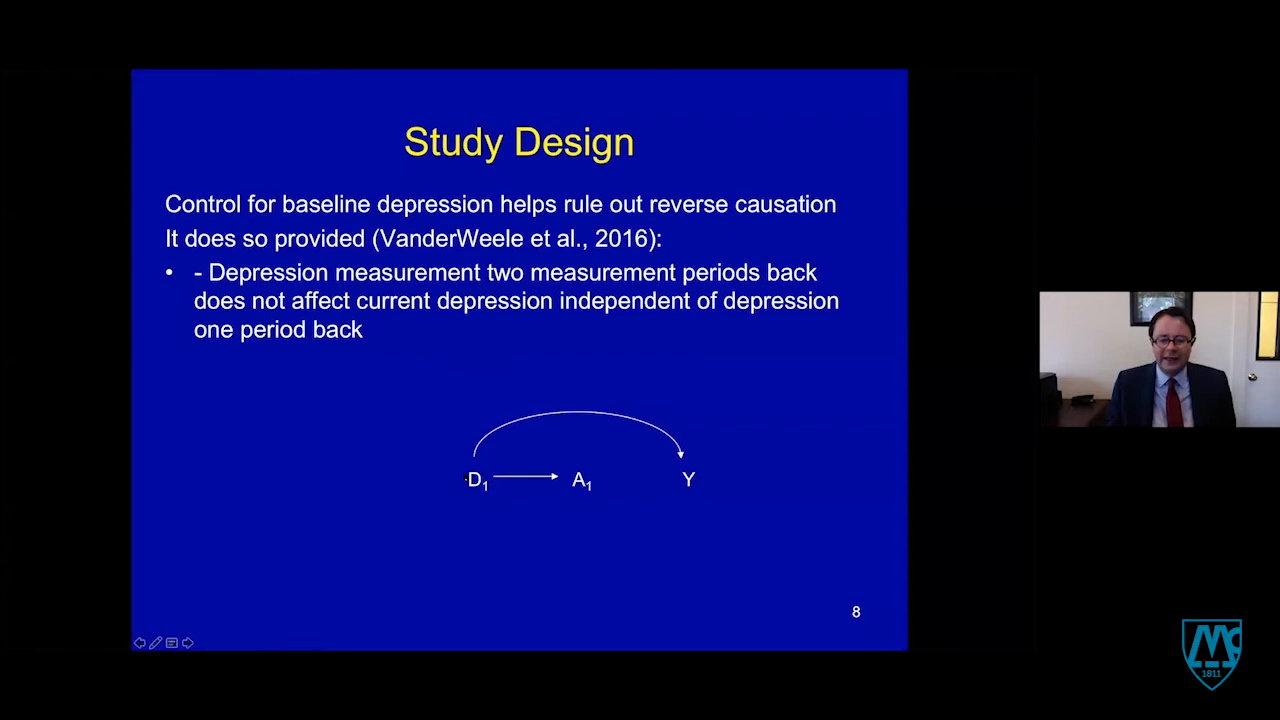 Study Design
Control for baseline depression helps rule out reverse causation
It does so provided (VanderWeele et al., 2016):
• - Depression measurement two measurement periods back
does not affect current depression independent of depression
one period back
D₁ A₁ Y
8
1811